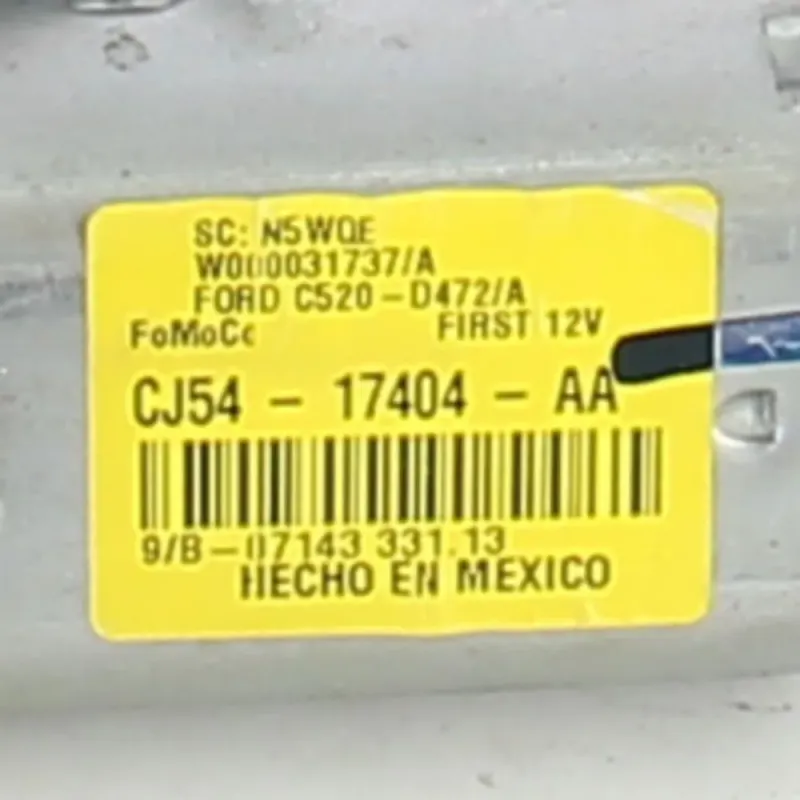 SC: N5WQE
W000031737/A
FORD C520-D472/A
FoMoCo FIRST 12V
CJ54 - 17404 - AA
9/B-07143 331.13
HECHO EN MEXICO